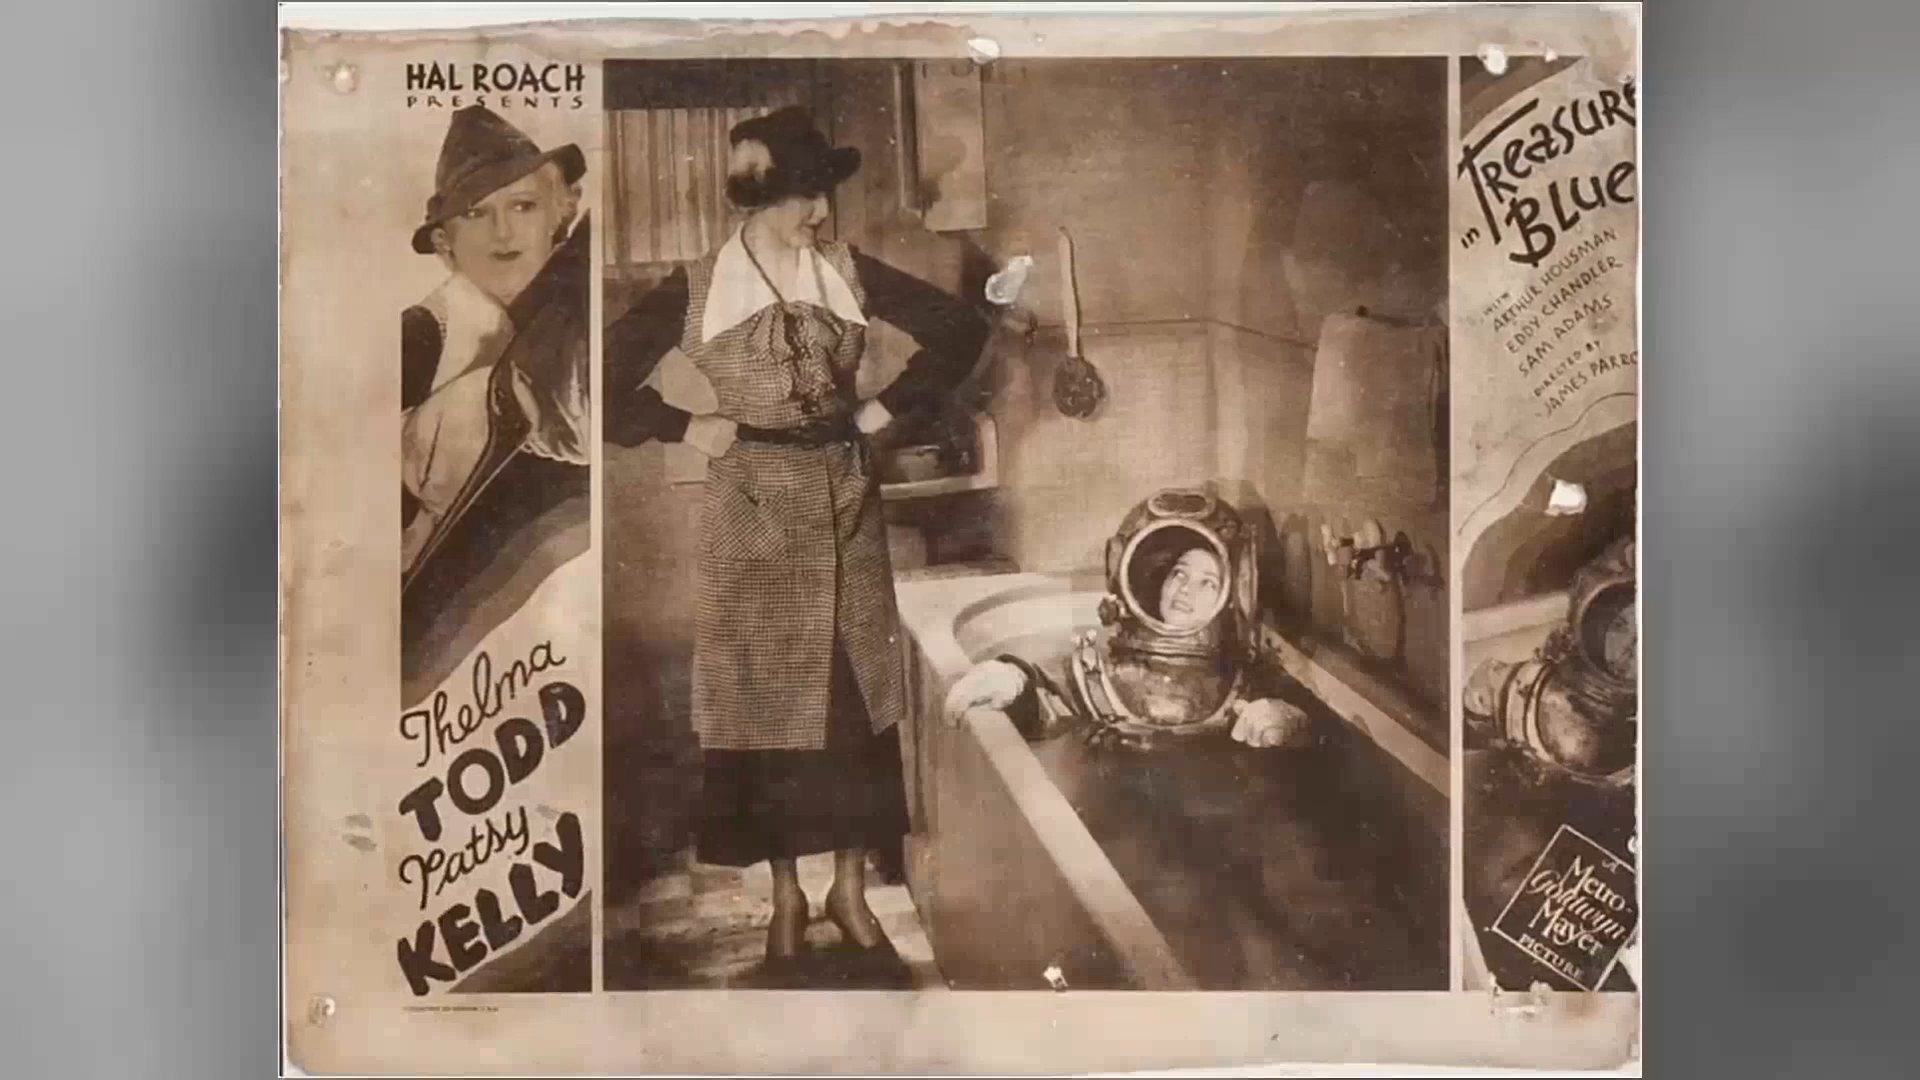 HAL ROACH
PRESENTS
Thelma
TODD
Patsy
KELLY
TREASURE
in BLUE
WITH
ARTHUR HOUSMAN
EDDY CHANDLER
SAM ADAMS
DIRECTED BY
JAMES PARRO
A
Metro-
Goldwyn-
Mayer
PICTURE